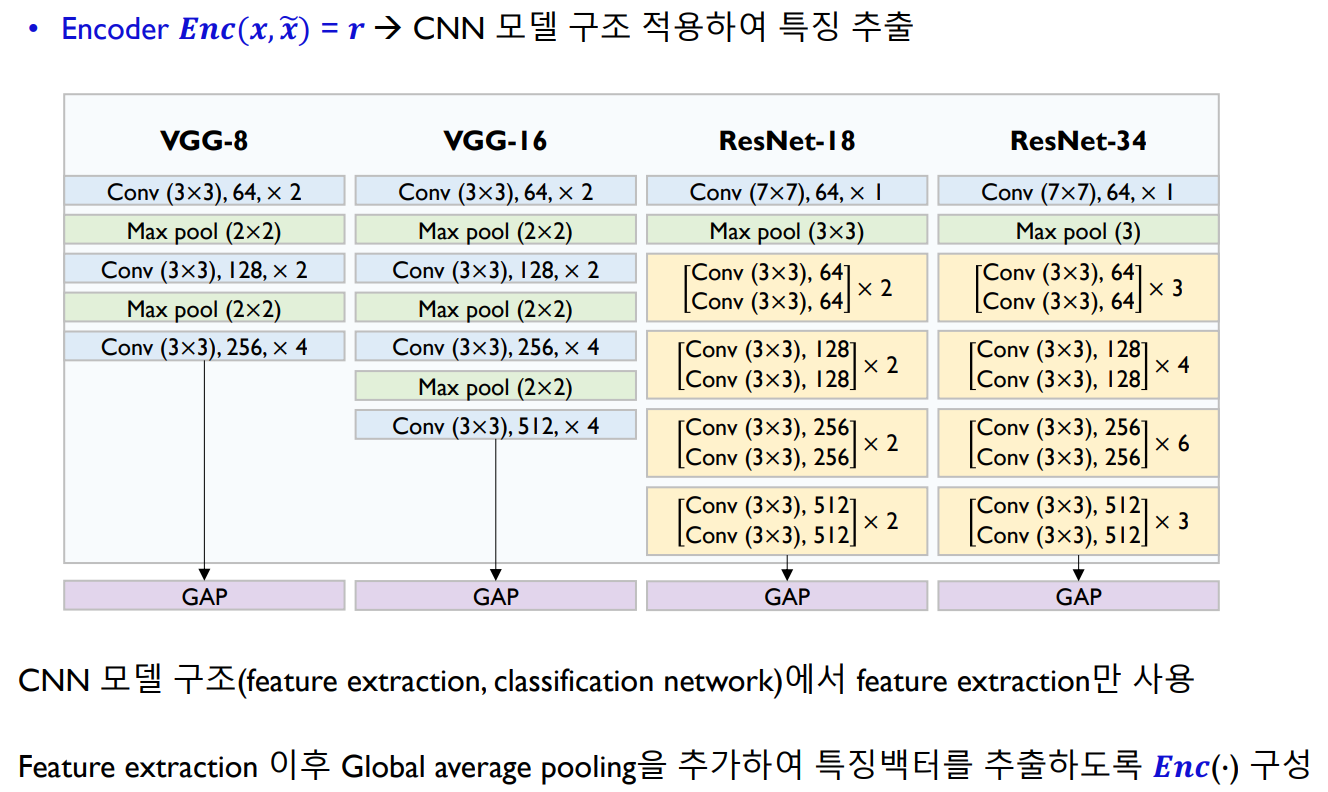 • Encoder Enc(x, x̃) = r → CNN 모델 구조 적용하여 특징 추출
VGG-8
Conv (3×3), 64, × 2
Max pool (2×2)
Conv (3×3), 128, × 2
Max pool (2×2)
Conv (3×3), 256, × 4
GAP
VGG-16
Conv (3×3), 64, × 2
Max pool (2×2)
Conv (3×3), 128, × 2
Max pool (2×2)
Conv (3×3), 256, × 4
Max pool (2×2)
Conv (3×3), 512, × 4
GAP
ResNet-18
Conv (7×7), 64, × 1
Max pool (3×3)
[Conv (3×3), 64
Conv (3×3), 64] × 2
[Conv (3×3), 128
Conv (3×3), 128] × 2
[Conv (3×3), 256
Conv (3×3), 256] × 2
[Conv (3×3), 512
Conv (3×3), 512] × 2
GAP
ResNet-34
Conv (7×7), 64, × 1
Max pool (3)
[Conv (3×3), 64
Conv (3×3), 64] × 3
[Conv (3×3), 128
Conv (3×3), 128] × 4
[Conv (3×3), 256
Conv (3×3), 256] × 6
[Conv (3×3), 512
Conv (3×3), 512] × 3
GAP
CNN 모델 구조(feature extraction, classification network)에서 feature extraction만 사용
Feature extraction 이후 Global average pooling을 추가하여 특징백터를 추출하도록 Enc(·) 구성